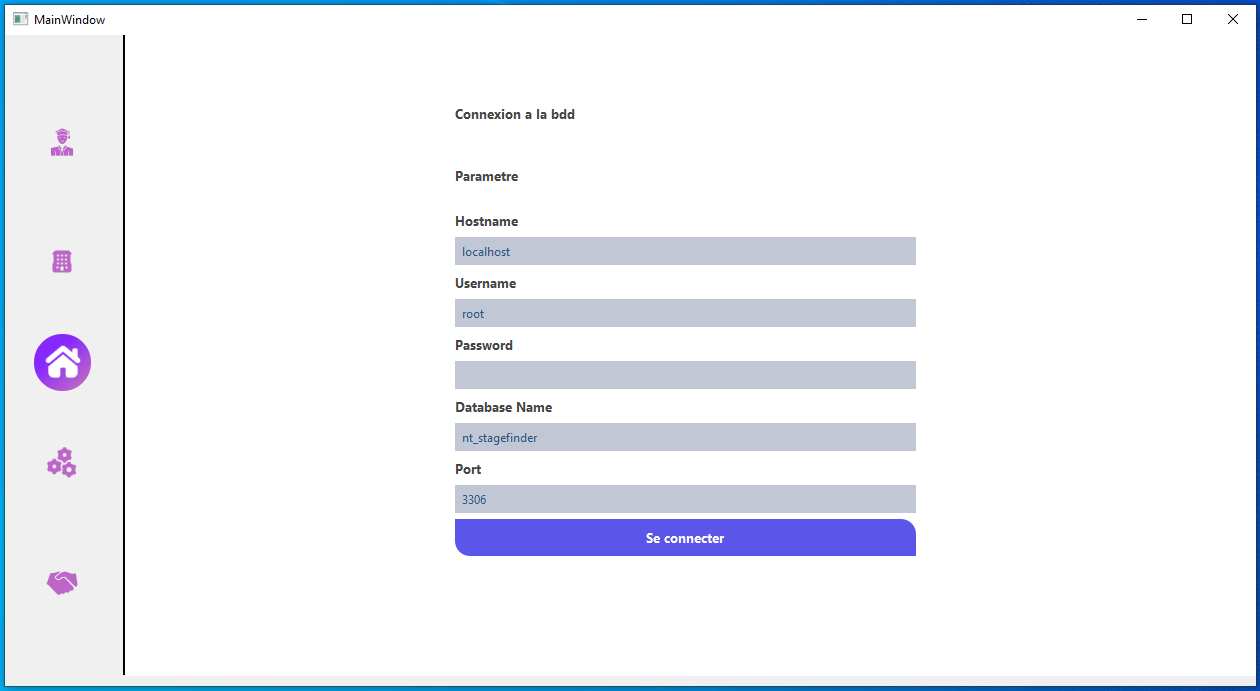 MainWindow
Connexion a la bdd
Parametre
Hostname
localhost
Username
root
Password
Database Name
nt_stagefinder
Port
3306
Se connecter